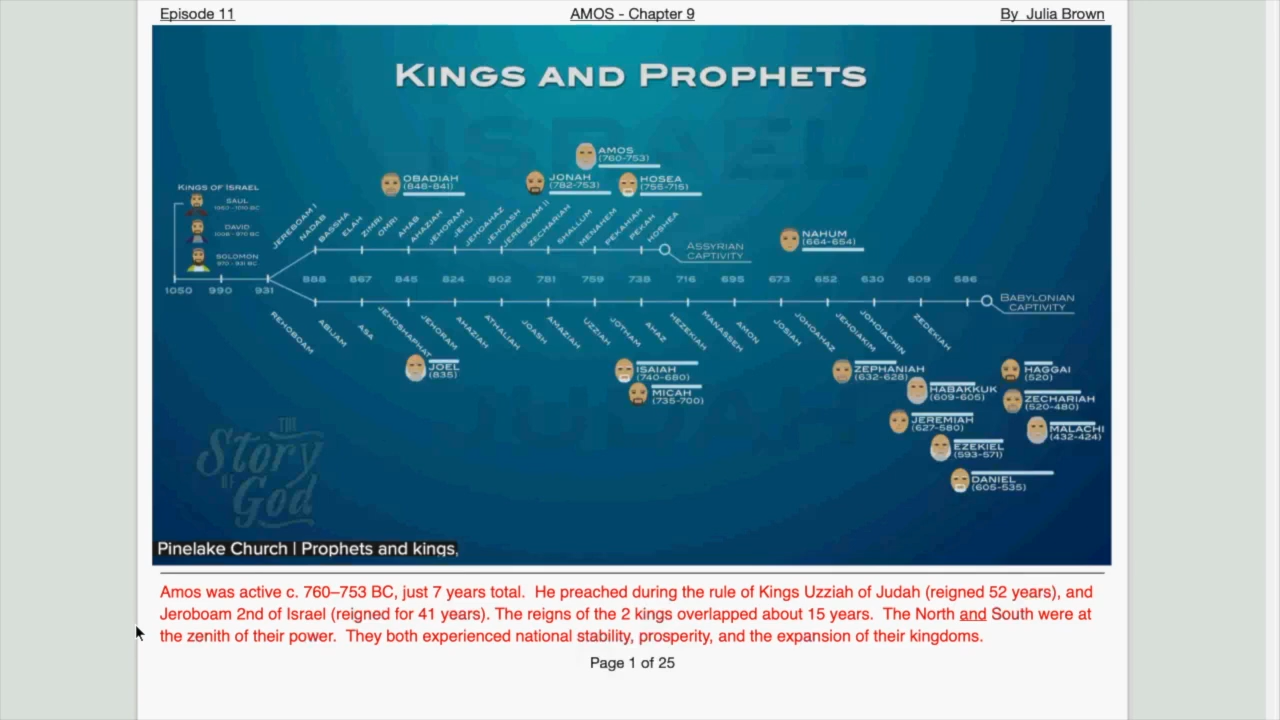 Episode 11 AMOS - Chapter 9 By Julia Brown
KINGS AND PROPHETS
ISRAEL
AMOS
(760-753)
OBADIAH
(848-841)
JONAH
(782-753)
HOSEA
(755-715)
KINGS OF ISRAEL
SAUL
DAVID
SOLOMON
970 - 931 BC
JEREBOAM I
NADAB
BASSHA
ELAH
ZIMRI
OMRI
AHAB
AHAZIAH
JEHORAM
JEHU
JEHOAHAZ
JEHOASH
JEREBOAM II
ZECHARIAH
SHALLUM
MENAHEM
PEKAHIAH
PEKAH
HOSHEA
ASSYRIAN
CAPTIVITY
NAHUM
(664-654)
1050 990 931
888 867 845 824 802 781 759 738 716 695 673 652 630 609 586
BABYLONIAN
CAPTIVITY
REHOBOAM
ABIJAM
ASA
JEHOSHAPHAT
JEHORAM
AHAZIAH
ATHALIAH
JOASH
AMAZIAH
UZZIAH
JOTHAM
AHAZ
HEZEKIAH
MANASSEH
AMON
JOSIAH
JOHOAHAZ
JEHOIAKIM
JOHOIACHIN
ZEDEKIAH
JOEL
(835)
ISAIAH
(740-680)
MICAH
(735-700)
ZEPHANIAH
(632-628)
HABAKKUK
(609-605)
JEREMIAH
(627-580)
EZEKIEL
(593-571)
DANIEL
(605-535)
HAGGAI
(520)
ZECHARIAH
(520-480)
MALACHI
(432-424)
THE
Story
OF
God
Pinelake Church | Prophets and kings,
Amos was active c. 760–753 BC, just 7 years total. He preached during the rule of Kings Uzziah of Judah (reigned 52 years), and
Jeroboam 2nd of Israel (reigned for 41 years). The reigns of the 2 kings overlapped about 15 years. The North and South were at
the zenith of their power. They both experienced national stability, prosperity, and the expansion of their kingdoms.
Page 1 of 25